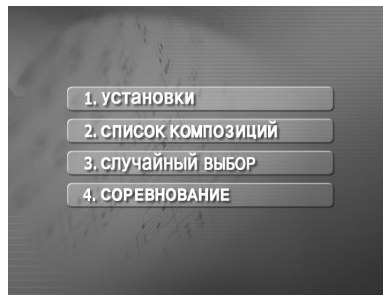 1. УСТАНОВКИ
2. СПИСОК КОМПОЗИЦИЙ
3. СЛУЧАЙНЫЙ ВЫБОР
4. СОРЕВНОВАНИЕ